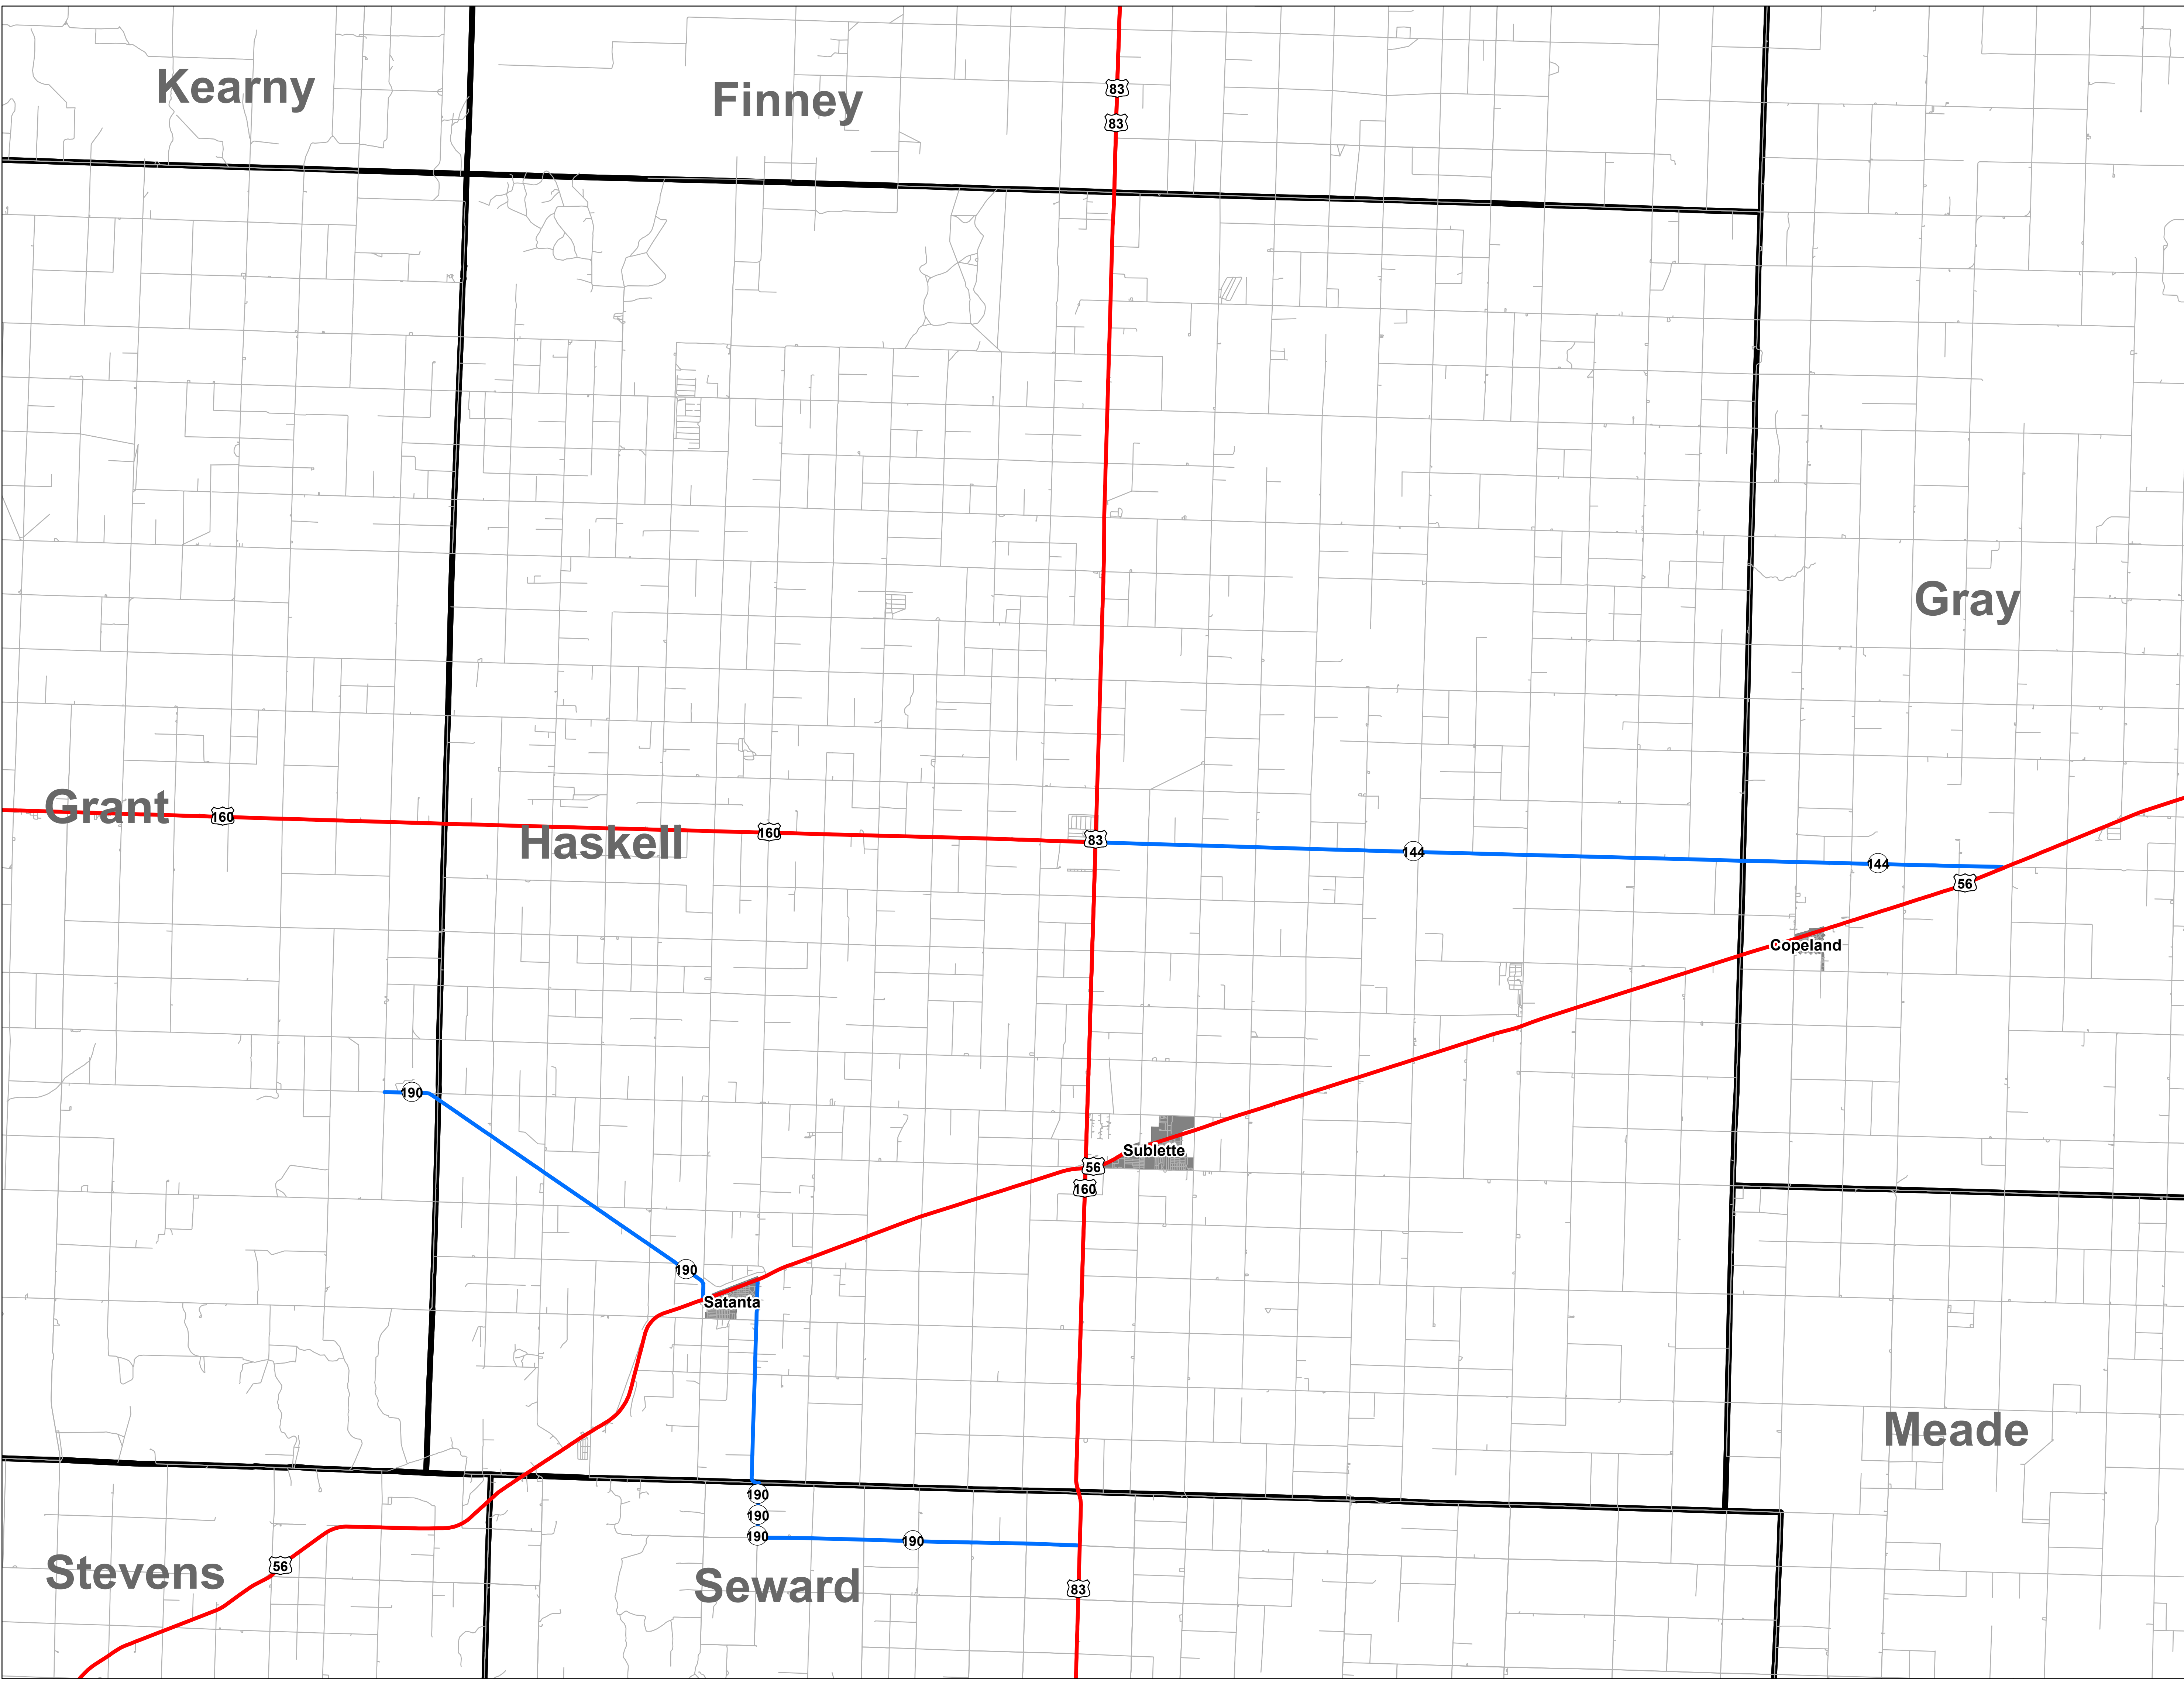 Kearny
Finney
83
83
Gray
Grant
160
Haskell
160
83
144
144
56
Copeland
190
Sublette
56
160
190
Satanta
Meade
190
190
190
190
Stevens
56
Seward
83